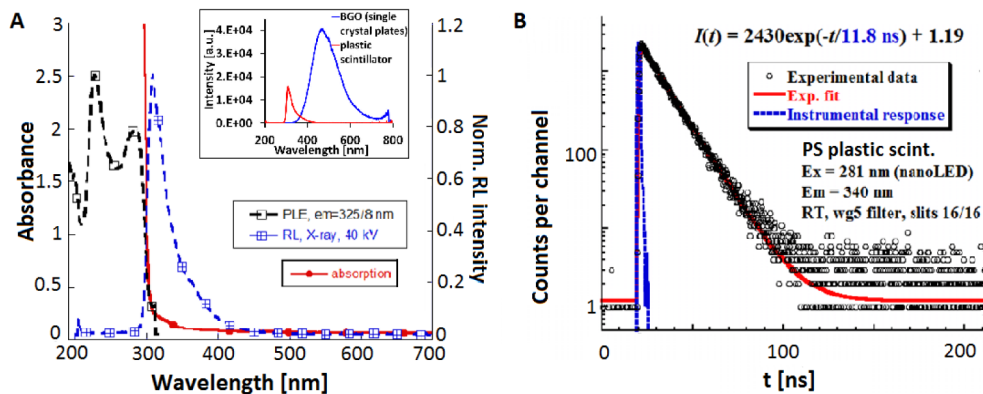 A
3
2.5
2
1.5
1
0.5
0
Absorbance
200 300 400 500 600 700
Wavelength [nm]
1.2
1
0.8
0.6
0.4
0.2
0
Norm. RL intensity
BGO (single
crystal plates)
plastic
scintillator
Intensity [a.u.]
5.E+04
4.E+04
3.E+04
2.E+04
1.E+04
0.E+00
200 400 600 800
Wavelength [nm]
PLE, em=325/8 nm
RL, X-ray, 40 kV
absorption
B
I(t) = 2430exp(-t/11.8 ns) + 1.19
Experimental data
Exp. fit
Instrumental response
PS plastic scint.
Ex = 281 nm (nanoLED)
Em = 340 nm
RT, wg5 filter, slits 16/16
Counts per channel
100
1
0 50 100 150 200
t [ns]